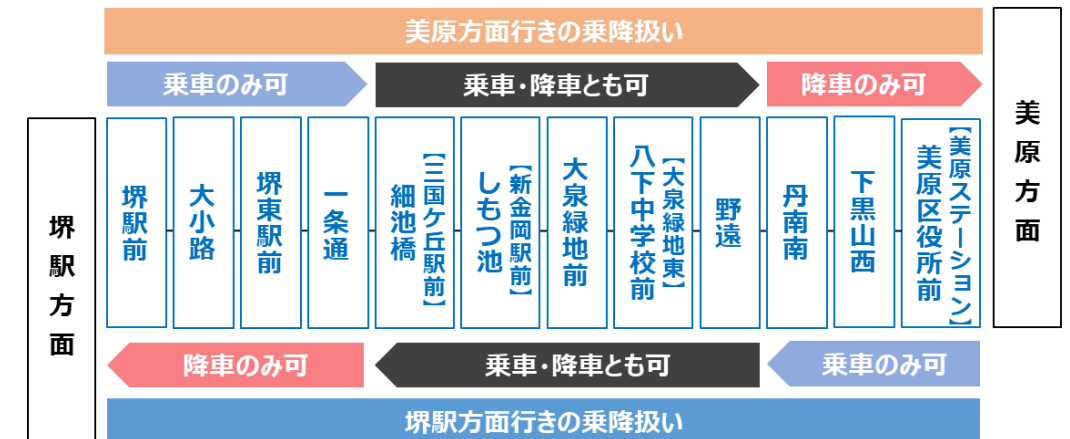 美原方面行きの乗降扱い
乗車のみ可
乗車・降車とも可
降車のみ可
堺駅方面
堺駅前
大小路
堺東駅前
一条通
【三国ケ丘駅前】
細池橋
【新金岡駅前】
しもつ池
大泉緑地前
【大泉緑地東】
八下中学校前
野遠
丹南南
下黒山西
【美原ステーション】
美原区役所前
美原方面
降車のみ可
乗車・降車とも可
乗車のみ可
堺駅方面行きの乗降扱い